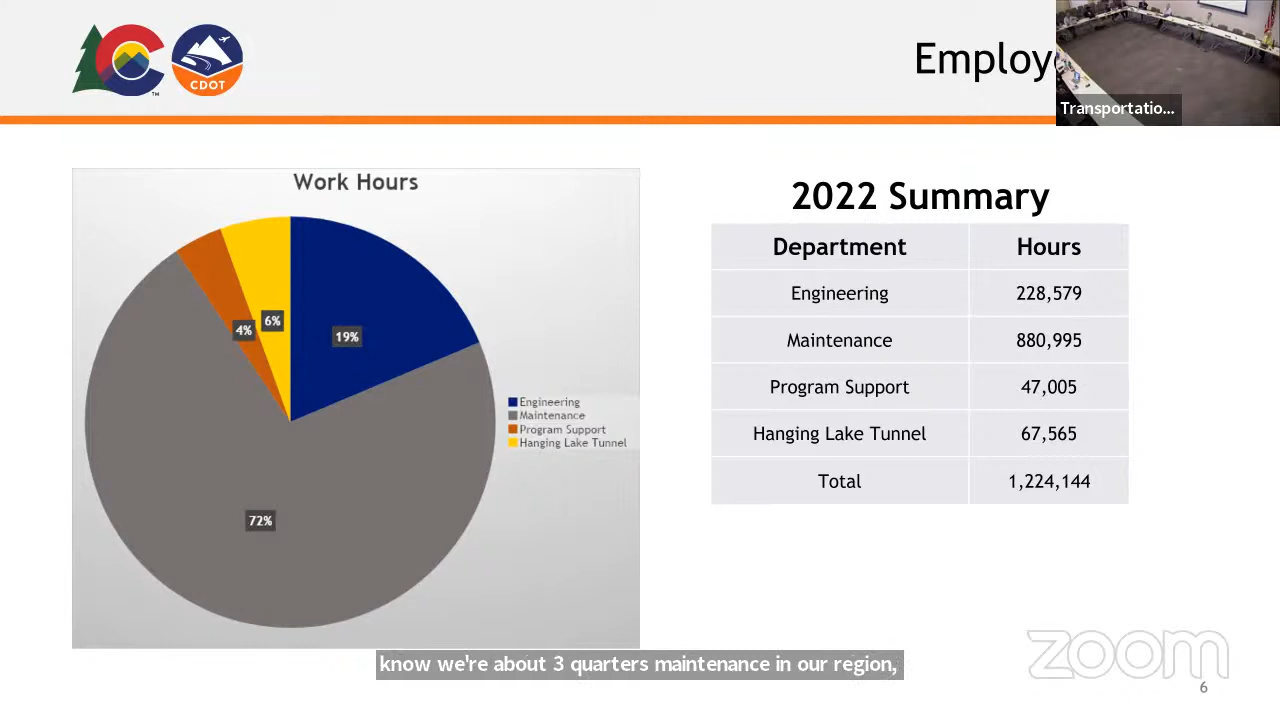 CDOT
TM
Employ
Transportatio...
Work Hours
19%
72%
4%
6%
Engineering
Maintenance
Program Support
Hanging Lake Tunnel
2022 Summary
Department Hours
Engineering 228,579
Maintenance 880,995
Program Support 47,005
Hanging Lake Tunnel 67,565
Total 1,224,144
know we're about 3 quarters maintenance in our region,
zoom
6